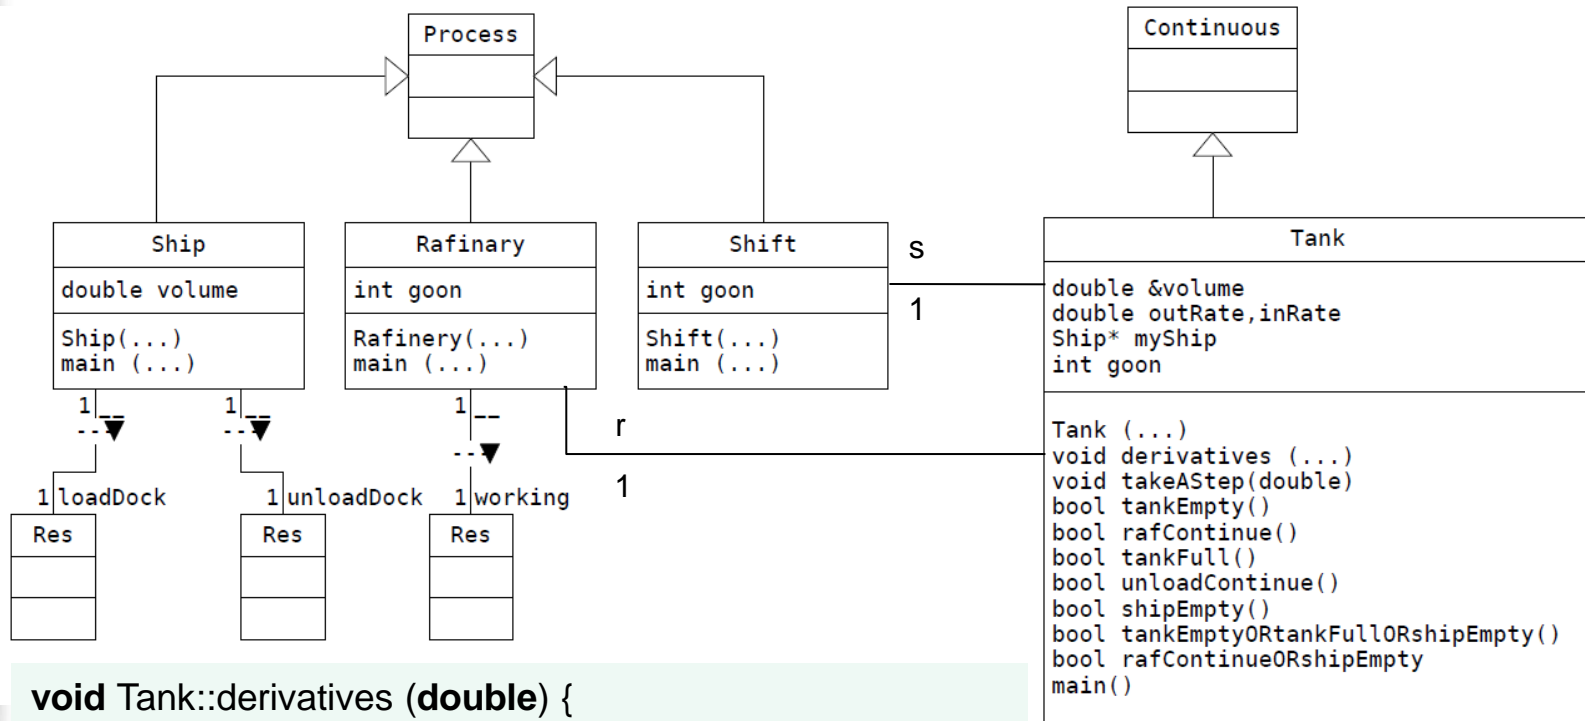 Process
Continuous
Ship
double volume
Ship(...)
main (...)
Rafinary
int goon
Rafinery(...)
main (...)
Shift
int goon
Shift(...)
main (...)
s
1
Tank
double &volume
double outRate,inRate
Ship* myShip
int goon
Tank (...)
void derivatives (...)
void takeAStep(double)
bool tankEmpty()
bool rafContinue()
bool tankFull()
bool unloadContinue()
bool shipEmpty()
bool tankEmptyORtankFullORshipEmpty()
bool rafContinueORshipEmpty
main()
1
1
1
r
1
1 loadDock
1 unloadDock
1 working
Res
Res
Res
void Tank::derivatives (double) {